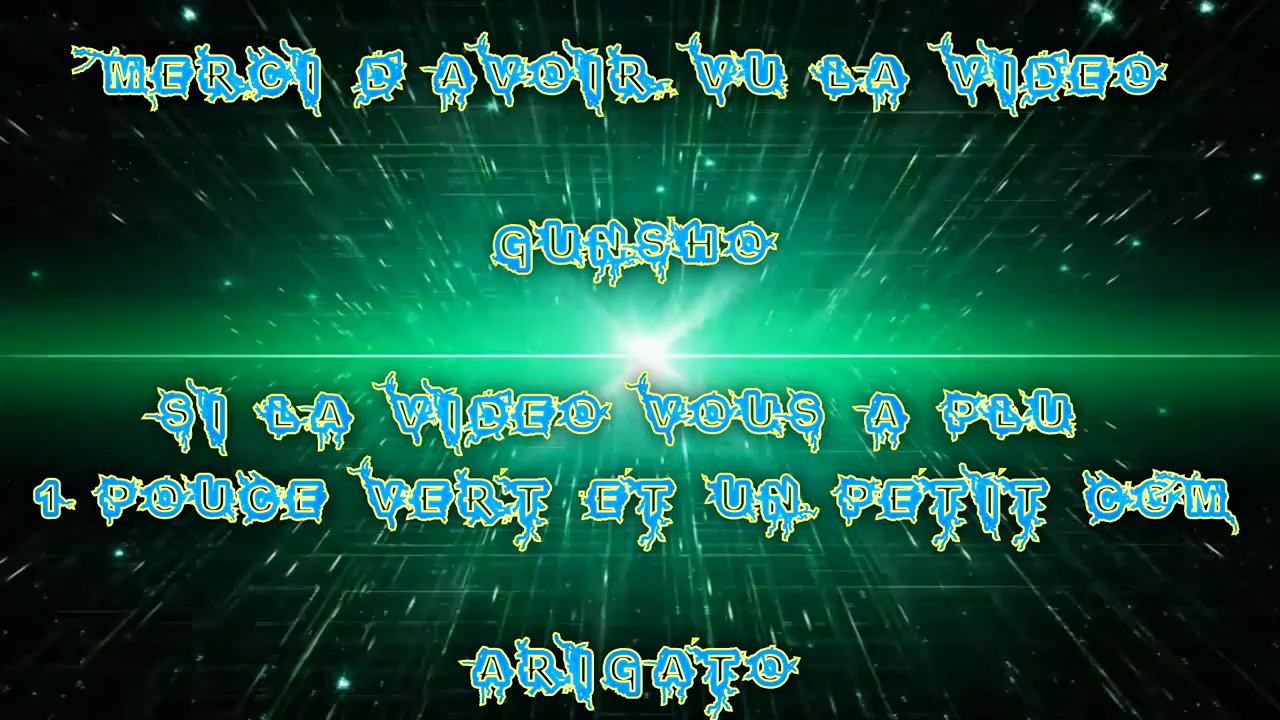 MERCI D AVOIR VU LA VIDEO
GUNSHO
SI LA VIDEO VOUS A PLU
1 POUCE VERT ET UN PETIT COM
ARIGATO